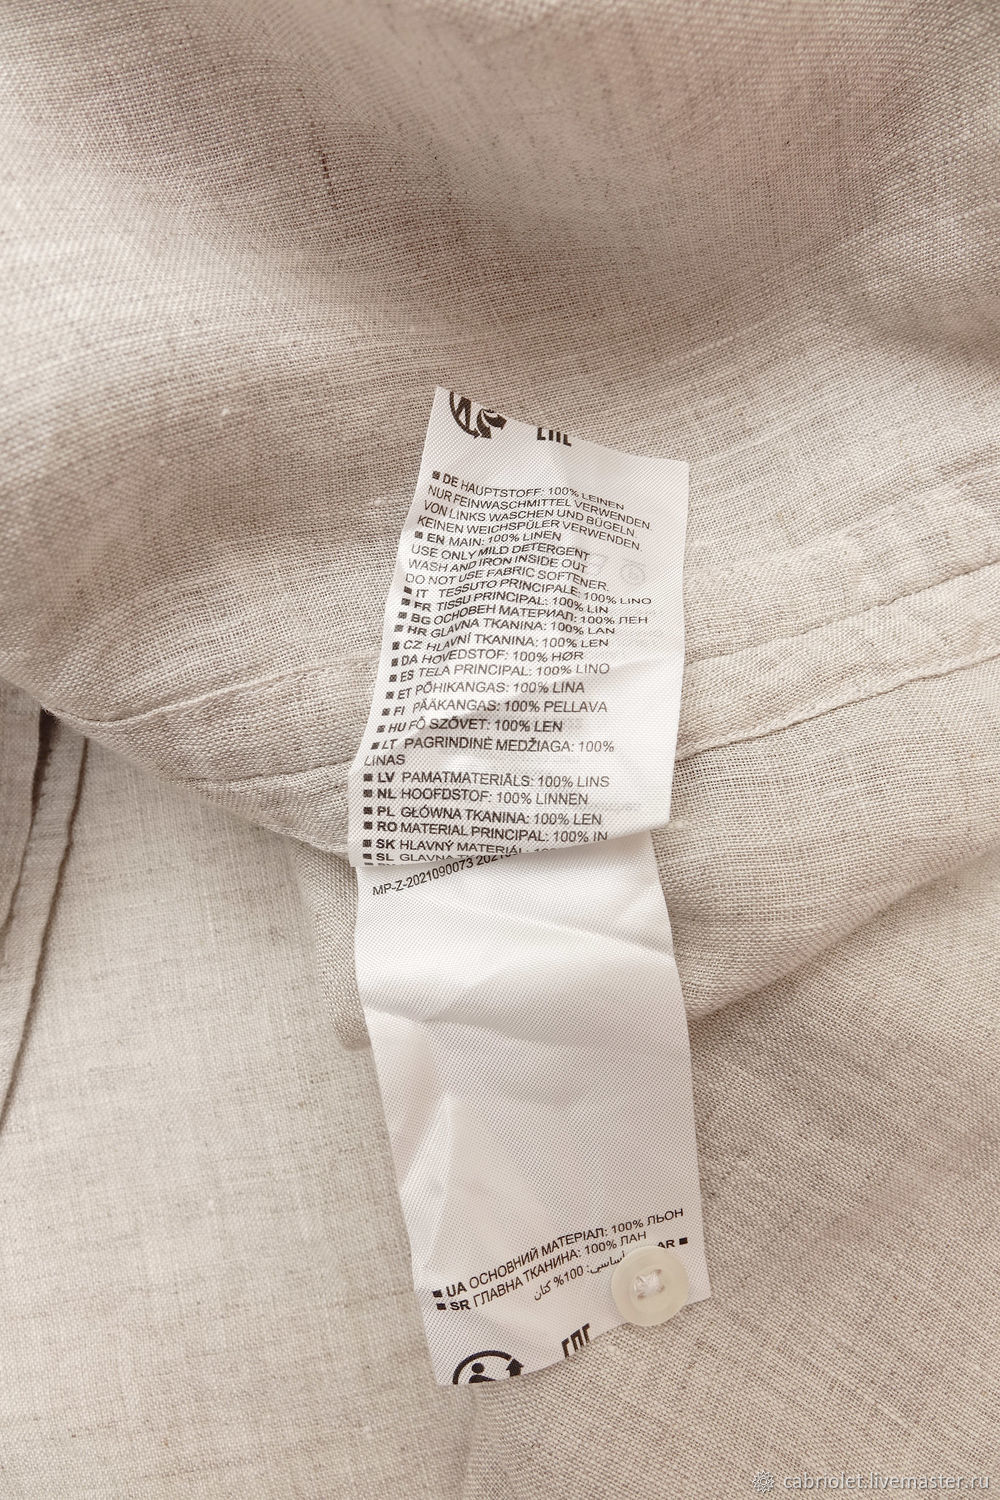 DE HAUPTSTOFF: 100% LEINEN
NUR FEINWASCHMITTEL VERWENDEN
VON LINKS WASCHEN UND BÜGELN
KEINEN WEICHSPÜLER VERWENDEN.
EN MAIN: 100% LINEN
USE ONLY MILD DETERGENT
WASH AND IRON INSIDE OUT
DO NOT USE FABRIC SOFTENER.
IT TESSUTO PRINCIPALE: 100% LINO
FR TISSU PRINCIPAL: 100% LIN
BG ОСНОВЕН МАТЕРИАЛ: 100% ЛЕН
HR GLAVNA TKANINA: 100% LAN
CZ HLAVNÍ TKANINA: 100% LEN
DA HOVEDSTOF: 100% HØR
ES TELA PRINCIPAL: 100% LINO
ET PÕHIKANGAS: 100% LINA
FI PÄÄKANGAS: 100% PELLAVA
HU FŐ SZÖVET: 100% LEN
LT PAGRINDINĖ MEDŽIAGA: 100%
LINAS
LV PAMATMATERIĀLS: 100% LINS
NL HOOFDSTOF: 100% LINNEN
PL GŁÓWNA TKANINA: 100% LEN
RO MATERIAL PRINCIPAL: 100% IN
SK HLAVNÝ MATERIÁL: 100%
SL GLAVNA
MP-Z-2021090073
UA ОСНОВНИЙ МАТЕРІАЛ: 100% ЛЬОН
SR ГЛАВНА ТКАНИНА: 100% ЛАН
AR أساسي: 100% كتان
cabriolet.livemaster.ru